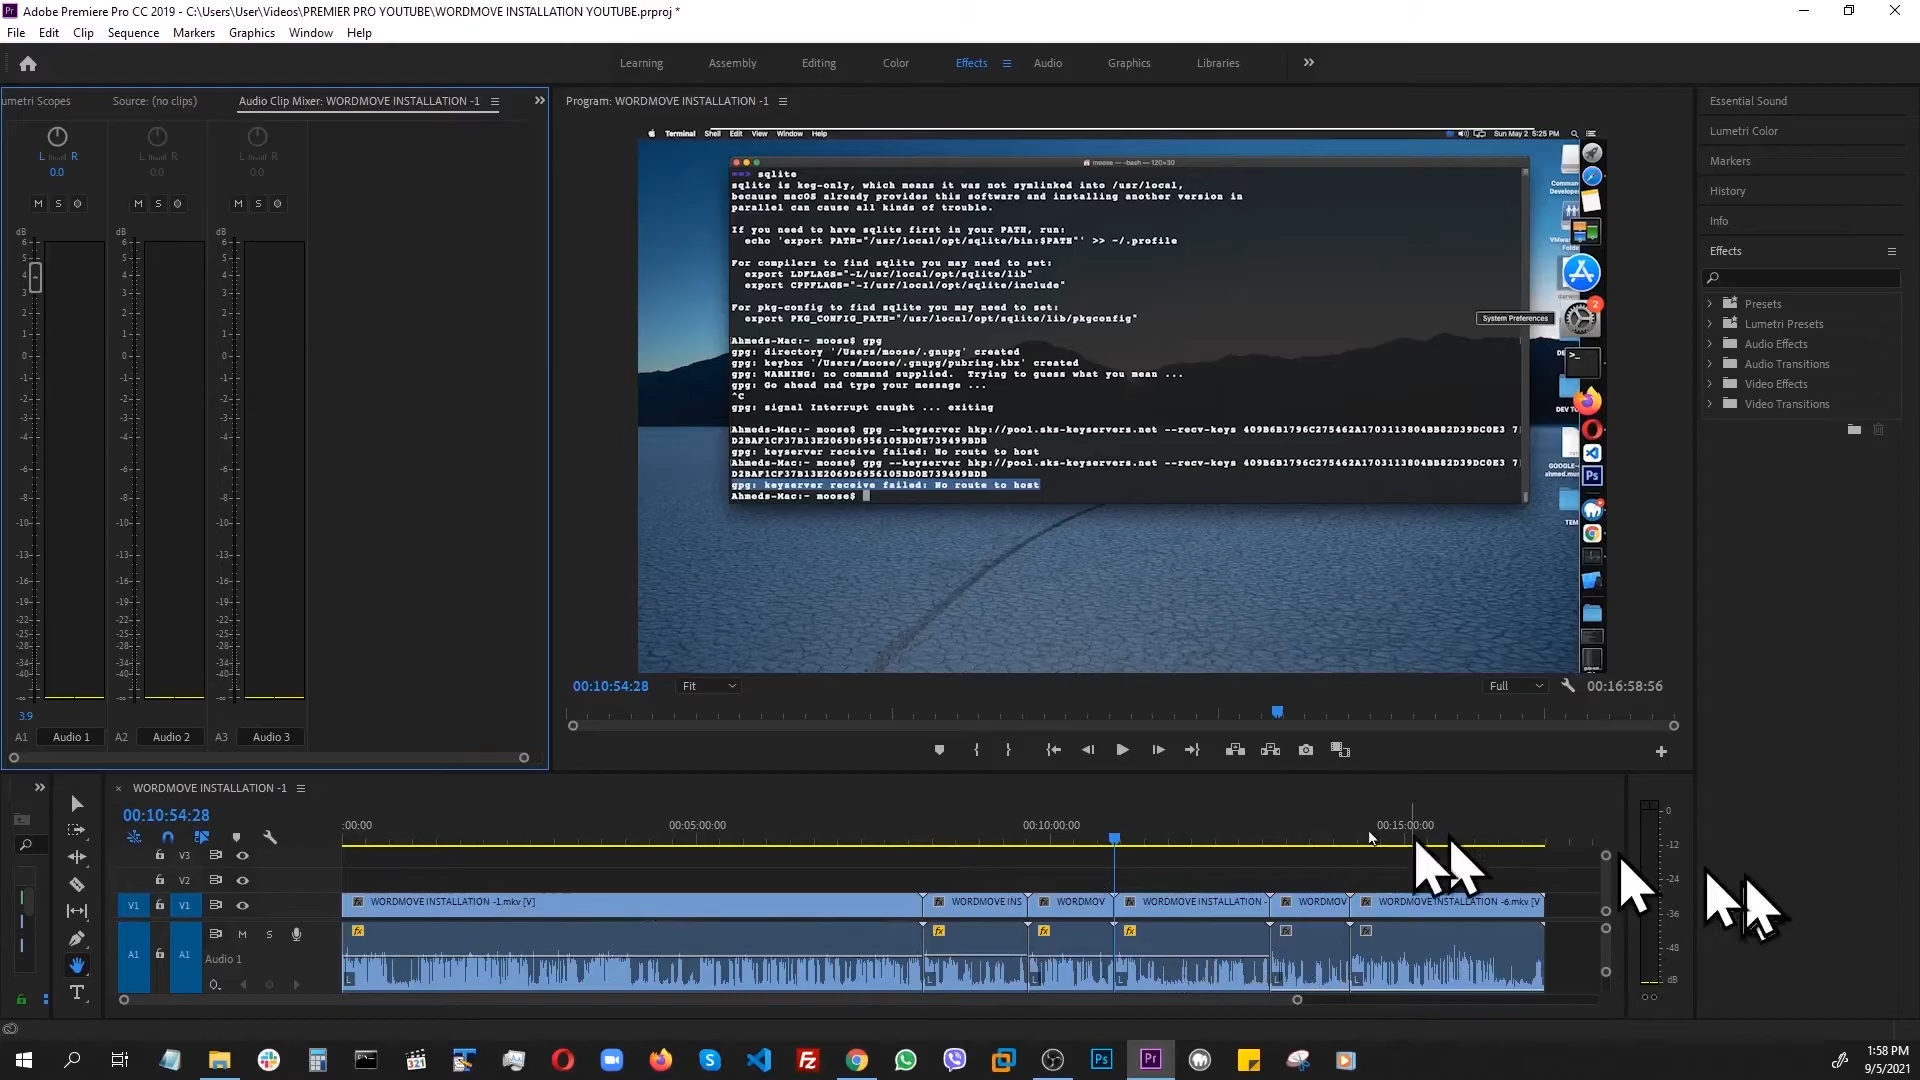 Adobe Premiere Pro CC 2019 - C:\Users\User\Videos\PREMIER PRO YOUTUBE\WORDMOVE INSTALLATION YOUTUBE.prproj *
File Edit Clip Sequence Markers Graphics Window Help
Learning Assembly Editing Color Effects Audio Graphics Libraries
umetri Scopes Source: (no clips) Audio Clip Mixer: WORDMOVE INSTALLATION -1
Program: WORDMOVE INSTALLATION -1
Essential Sound
Lumetri Color
Markers
History
Info
Effects
Presets
Lumetri Presets
Audio Effects
Audio Transitions
Video Effects
Video Transitions
L R L R L R
0.0 0.0 0.0
M S M S M S
dB dB dB
6 6 6
5 5 5
4 4 4
3 3 3
2 2 2
1 1 1
0 0 0
-1 -1 -1
-2 -2 -2
-3 -3 -3
-4 -4 -4
-6 -6 -6
-8 -8 -8
-10 -10 -10
-13 -13 -13
-16 -16 -16
-19 -19 -19
-22 -22 -22
-25 -25 -25
-28 -28 -28
-34 -34 -34
-40 -40 -40
-∞ -∞ -∞
3.9
A1 Audio 1 A2 Audio 2 A3 Audio 3
Terminal Shell Edit View Window Help Sun May 2 5:25 PM
moose — -bash — 120×30
==> sqlite
sqlite is keg-only, which means it was not symlinked into /usr/local,
because macOS already provides this software and installing another version in
parallel can cause all kinds of trouble.
If you need to have sqlite first in your PATH, run:
echo 'export PATH="/usr/local/opt/sqlite/bin:$PATH"' >> ~/.profile
For compilers to find sqlite you may need to set:
export LDFLAGS="-L/usr/local/opt/sqlite/lib"
export CPPFLAGS="-I/usr/local/opt/sqlite/include"
For pkg-config to find sqlite you may need to set:
export PKG_CONFIG_PATH="/usr/local/opt/sqlite/lib/pkgconfig"
Ahmeds-Mac:~ moose$ gpg
gpg: directory '/Users/moose/.gnupg' created
gpg: keybox '/Users/moose/.gnupg/pubring.kbx' created
gpg: WARNING: no command supplied. Trying to guess what you mean ...
gpg: Go ahead and type your message ...
^C
gpg: signal Interrupt caught ... exiting
Ahmeds-Mac:~ moose$ gpg --keyserver hkp://pool.sks-keyservers.net --recv-keys 409B6B1796C275462A1703113804BB82D39DC0E3 7
D2BAF1CF37B13E2069D6956105BD0E739499BDB
gpg: keyserver receive failed: No route to host
Ahmeds-Mac:~ moose$ gpg --keyserver hkp://pool.sks-keyservers.net --recv-keys 409B6B1796C275462A1703113804BB82D39DC0E3 7
D2BAF1CF37B13E2069D6956105BD0E739499BDB
gpg: keyserver receive failed: No route to host
Ahmeds-Mac:~ moose$
System Preferences
2
Ps
00:10:54:28 Fit Full 00:16:58:56
WORDMOVE INSTALLATION -1
00:10:54:28
:00:00 00:05:00:00 00:10:00:00 00:15:00:00
V3
V2
V1 V1
fx WORDMOVE INSTALLATION -1.mkv [V] fx WORDMOVE INS fx WORDMOV fx WORDMOVE INSTALLATION - fx WORDMOV fx WORDMOVE INSTALLATION -6.mkv [V
A1 A1 M S
Audio 1
fx fx fx fx fx fx
L L L L L L
0
-12
-24
-36
-48
dB
T
1:58 PM
9/5/2021